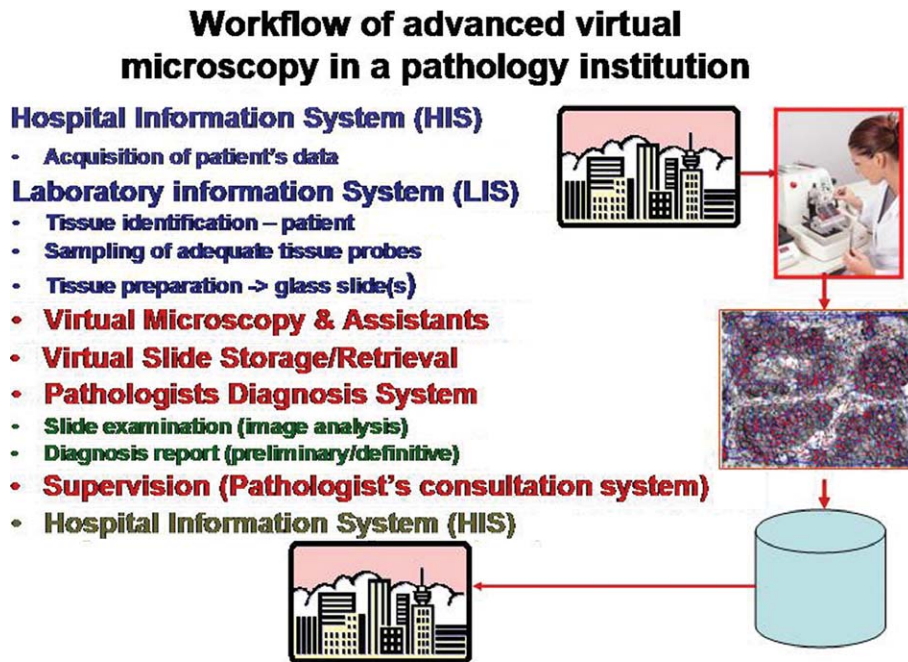 Workflow of advanced virtual
microscopy in a pathology institution
Hospital Information System (HIS)
• Acquisition of patient's data
Laboratory information System (LIS)
• Tissue identification – patient
• Sampling of adequate tissue probes
• Tissue preparation -> glass slide(s)
• Virtual Microscopy & Assistants
• Virtual Slide Storage/Retrieval
• Pathologists Diagnosis System
• Slide examination (image analysis)
• Diagnosis report (preliminary/definitive)
• Supervision (Pathologist's consultation system)
• Hospital Information System (HIS)